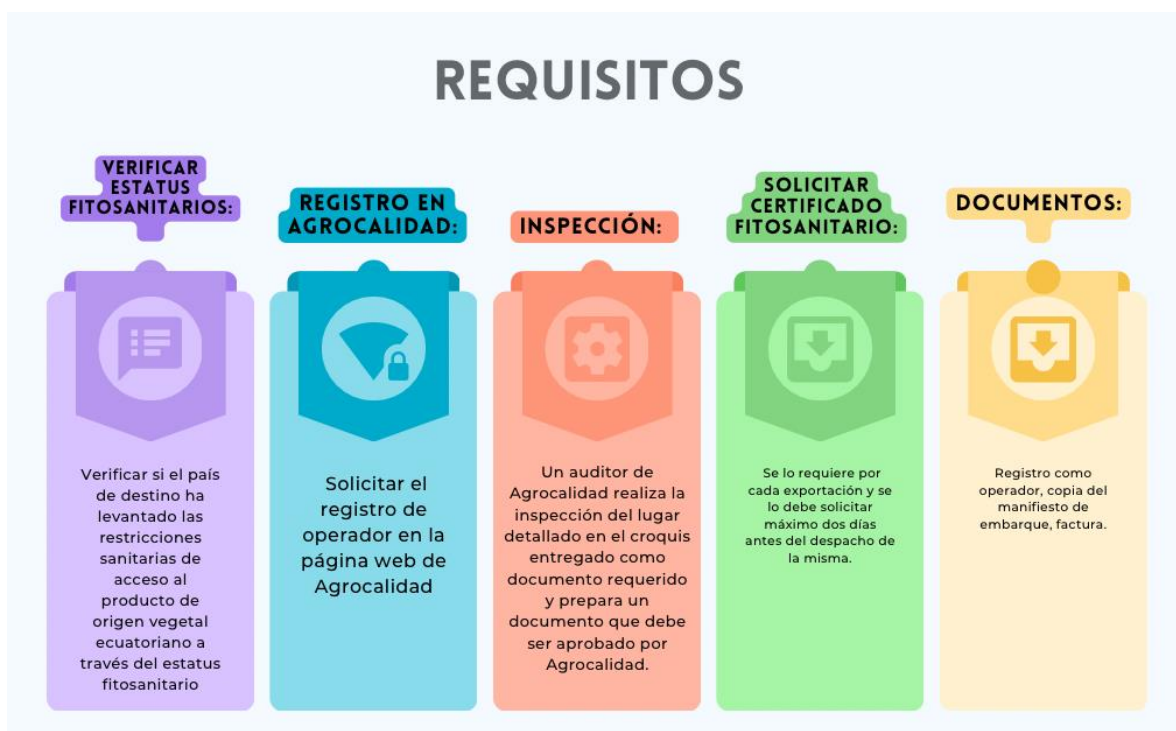 REQUISITOS
VERIFICAR
ESTATUS
FITOSANITARIOS:
Verificar si el país
de destino ha
levantado las
restricciones
sanitarias de
acceso al
producto de
origen vegetal
ecuatoriano a
través del estatus
fitosanitario
REGISTRO EN
AGROCALIDAD:
Solicitar el
registro de
operador en la
página web de
Agrocalidad
INSPECCIÓN:
Un auditor de
Agrocalidad realiza la
inspección del lugar
detallado en el croquis
entregado como
documento requerido
y prepara un
documento que debe
ser aprobado por
Agrocalidad.
SOLICITAR
CERTIFICADO
FITOSANITARIO:
Se lo requiere por
cada exportación y se
lo debe solicitar
máximo dos días
antes del despacho de
la misma.
DOCUMENTOS:
Registro como
operador, copia del
manifiesto de
embarque, factura.